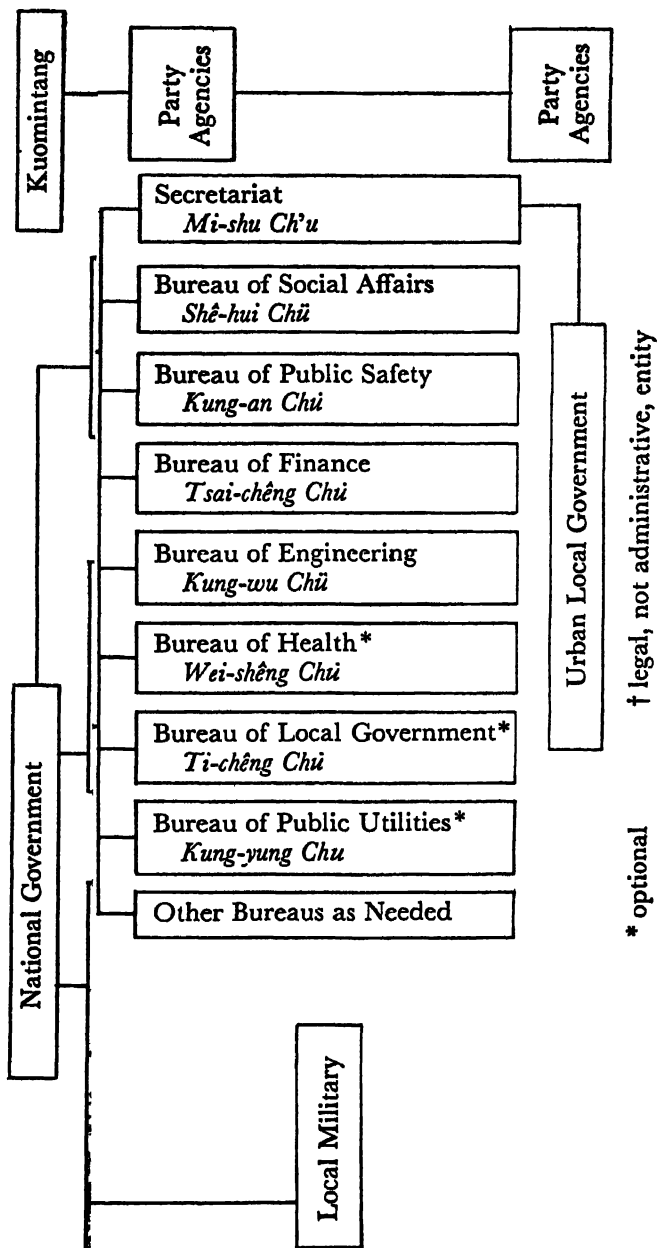 Kuomintang
Party
Agencies
Party
Agencies
National Government
Secretariat
Mi-shu Ch'u
Bureau of Social Affairs
Shê-hui Chü
Bureau of Public Safety
Kung-an Chü
Bureau of Finance
Tsai-chêng Chü
Bureau of Engineering
Kung-wu Chü
Bureau of Health*
Wei-shêng Chü
Bureau of Local Government*
Ti-chêng Chü
Bureau of Public Utilities*
Kung-yung Chu
Other Bureaus as Needed
Urban Local Government
Local Military
* optional
† legal, not administrative, entity